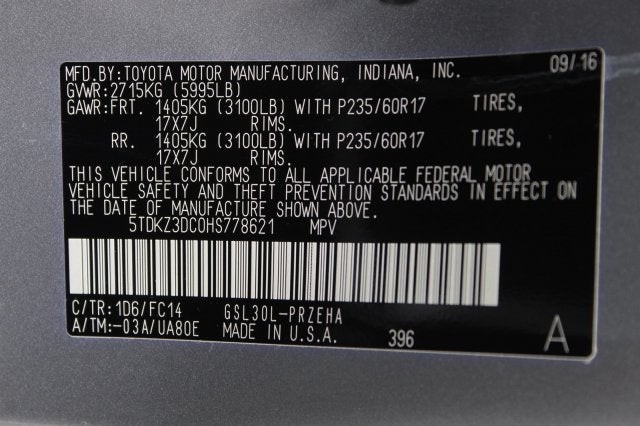 MFD.BY:TOYOTA MOTOR MANUFACTURING, INDIANA, INC. 09/16
GVWR:2715KG (5995LB)
GAWR:FRT. 1405KG (3100LB) WITH P235/60R17 TIRES,
17X7J RIMS.
RR. 1405KG (3100LB) WITH P235/60R17 TIRES,
17X7J RIMS.
THIS VEHICLE CONFORMS TO ALL APPLICABLE FEDERAL MOTOR
VEHICLE SAFETY AND THEFT PREVENTION STANDARDS IN EFFECT ON
THE DATE OF MANUFACTURE SHOWN ABOVE.
5TDKZ3DC0HS778621 MPV
C/TR:1D6/FC14 GSL30L-PRZEHA
A/TM:-03A/UA80E MADE IN U.S.A. 396 A